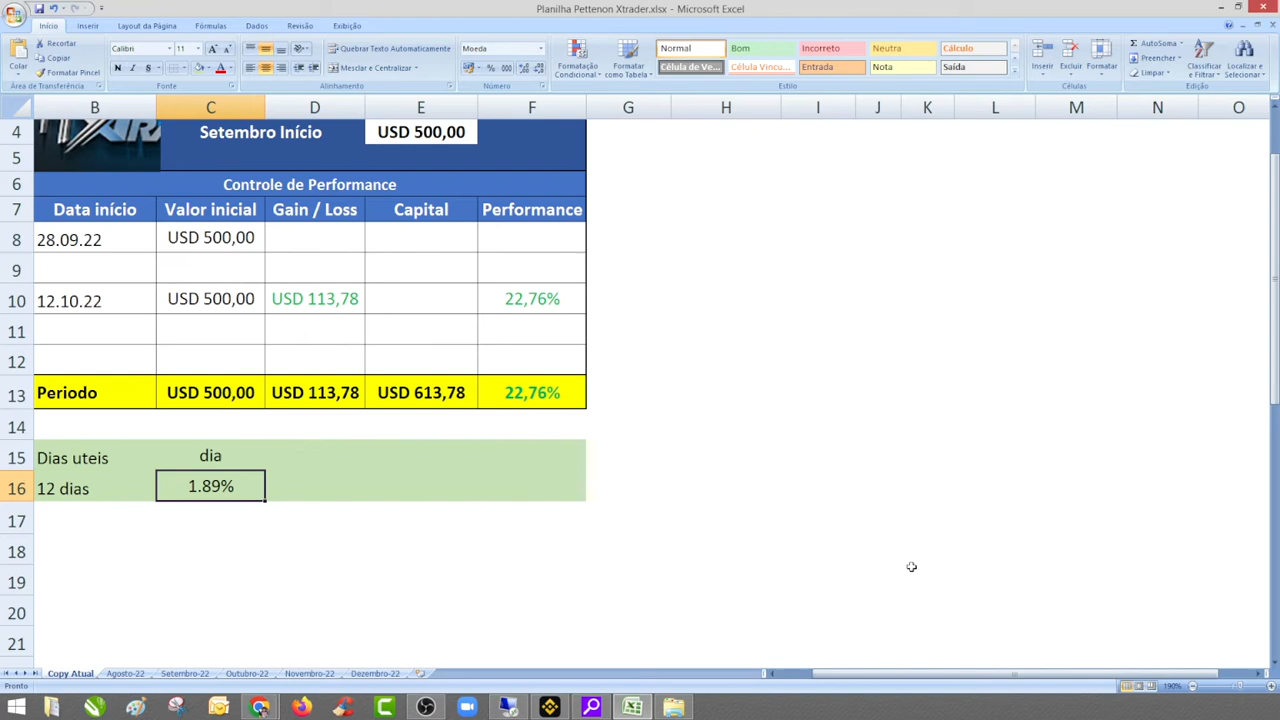 Planilha Pettenon Xtrader.xlsx - Microsoft Excel
Início Inserir Layout da Página Fórmulas Dados Revisão Exibição
Colar
Recortar
Copiar
Formatar Pincel
Área de Transferência
Calibri 11
N I S
Fonte
Quebrar Texto Automaticamente
Mesclar e Centralizar
Alinhamento
Moeda
% 000
Número
Formatação Condicional
Formatar como Tabela
Normal Bom Incorreto Neutra Cálculo
Célula de Ve... Célula Vincu... Entrada Nota Saída
Estilo
Inserir Excluir Formatar
Células
AutoSoma
Preencher
Limpar
Classificar e Filtrar
Localizar e Selecionar
Edição
B C D E F G H I J K L M N O
4 Setembro Início USD 500,00
5
6 Controle de Performance
7 Data início Valor inicial Gain / Loss Capital Performance
8 28.09.22 USD 500,00
9
10 12.10.22 USD 500,00 USD 113,78 22,76%
11
12
13 Periodo USD 500,00 USD 113,78 USD 613,78 22,76%
14
15 Dias uteis dia
16 12 dias 1.89%
17
18
19
20
21
Copy Atual Agosto-22 Setembro-22 Outubro-22 Novembro-22 Dezembro-22
Pronto 190%